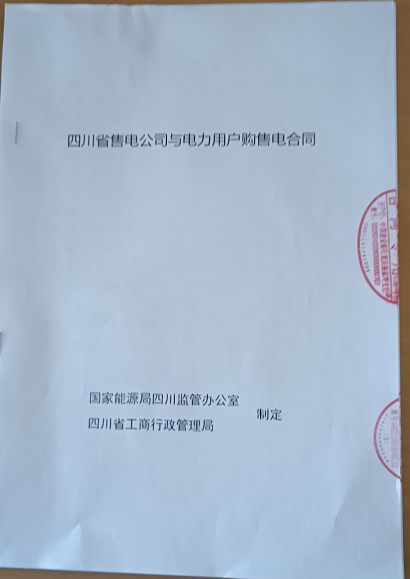 四川省售电公司与电力用户购售电合同
国家能源局四川监管办公室
四川省工商行政管理局
制定